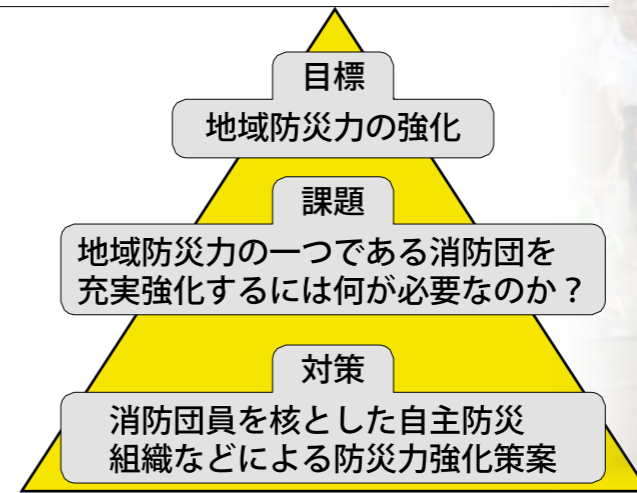 目標
地域防災力の強化
課題
地域防災力の一つである消防団を
充実強化するには何が必要なのか？
対策
消防団員を核とした自主防災
組織などによる防災力強化策案